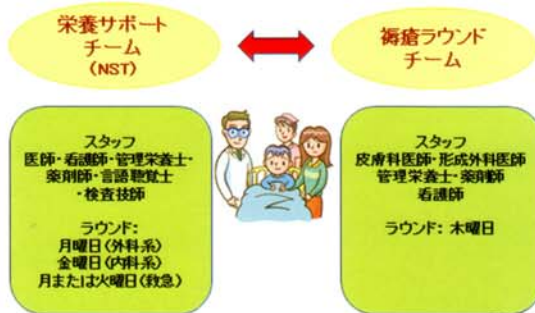 栄養サポート
チーム
(NST)
褥瘡ラウンド
チーム
スタッフ
医師・看護師・管理栄養士・
薬剤師・言語聴覚士
・検査技師
ラウンド:
月曜日(外科系)
金曜日(内科系)
月または火曜日(救急)
スタッフ
皮膚科医師・形成外科医師
管理栄養士・薬剤師
看護師
ラウンド: 木曜日